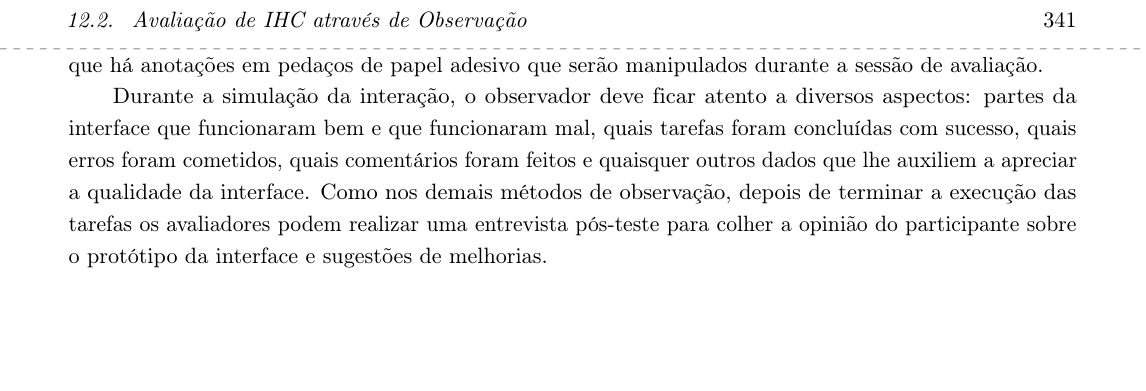 12.2. Avaliação de IHC através de Observação 341
que há anotações em pedaços de papel adesivo que serão manipulados durante a sessão de avaliação.
Durante a simulação da interação, o observador deve ficar atento a diversos aspectos: partes da
interface que funcionaram bem e que funcionaram mal, quais tarefas foram concluídas com sucesso, quais
erros foram cometidos, quais comentários foram feitos e quaisquer outros dados que lhe auxiliem a apreciar
a qualidade da interface. Como nos demais métodos de observação, depois de terminar a execução das
tarefas os avaliadores podem realizar uma entrevista pós-teste para colher a opinião do participante sobre
o protótipo da interface e sugestões de melhorias.